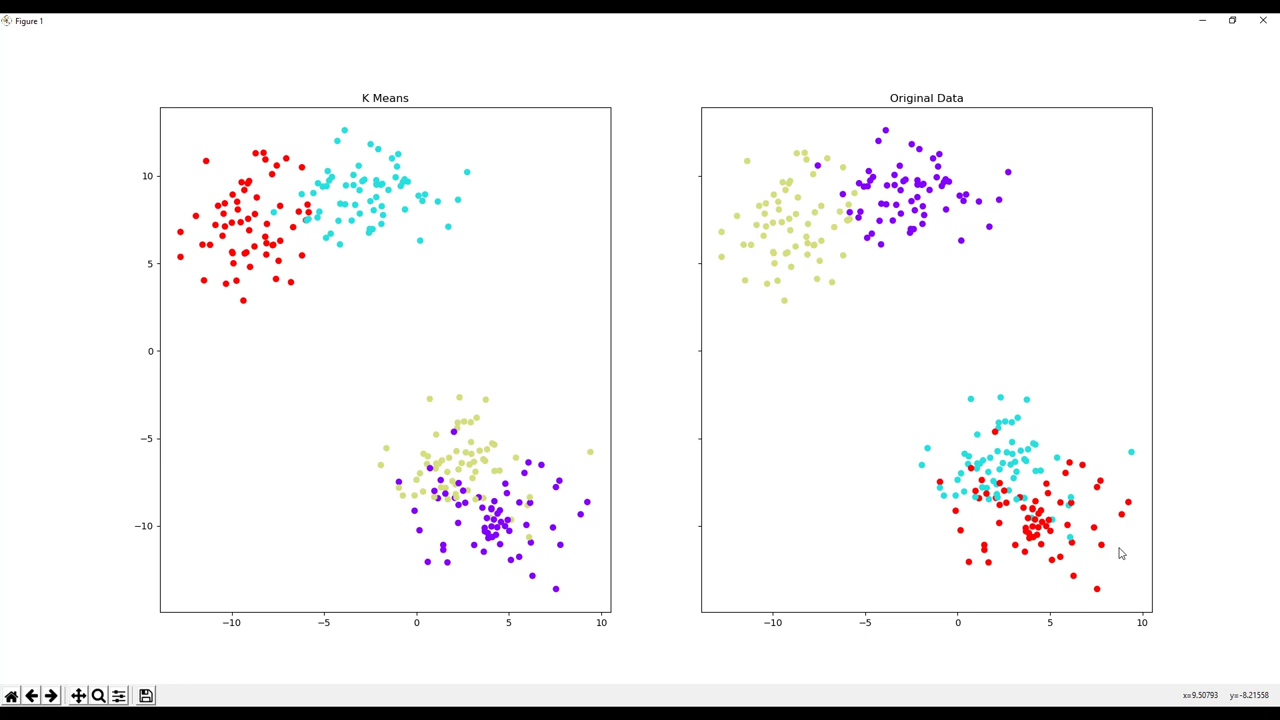 Figure 1
K Means
Original Data
10
5
0
−5
−10
−10 −5 0 5 10
−10 −5 0 5 10
x=9.50793 y=-8.21558